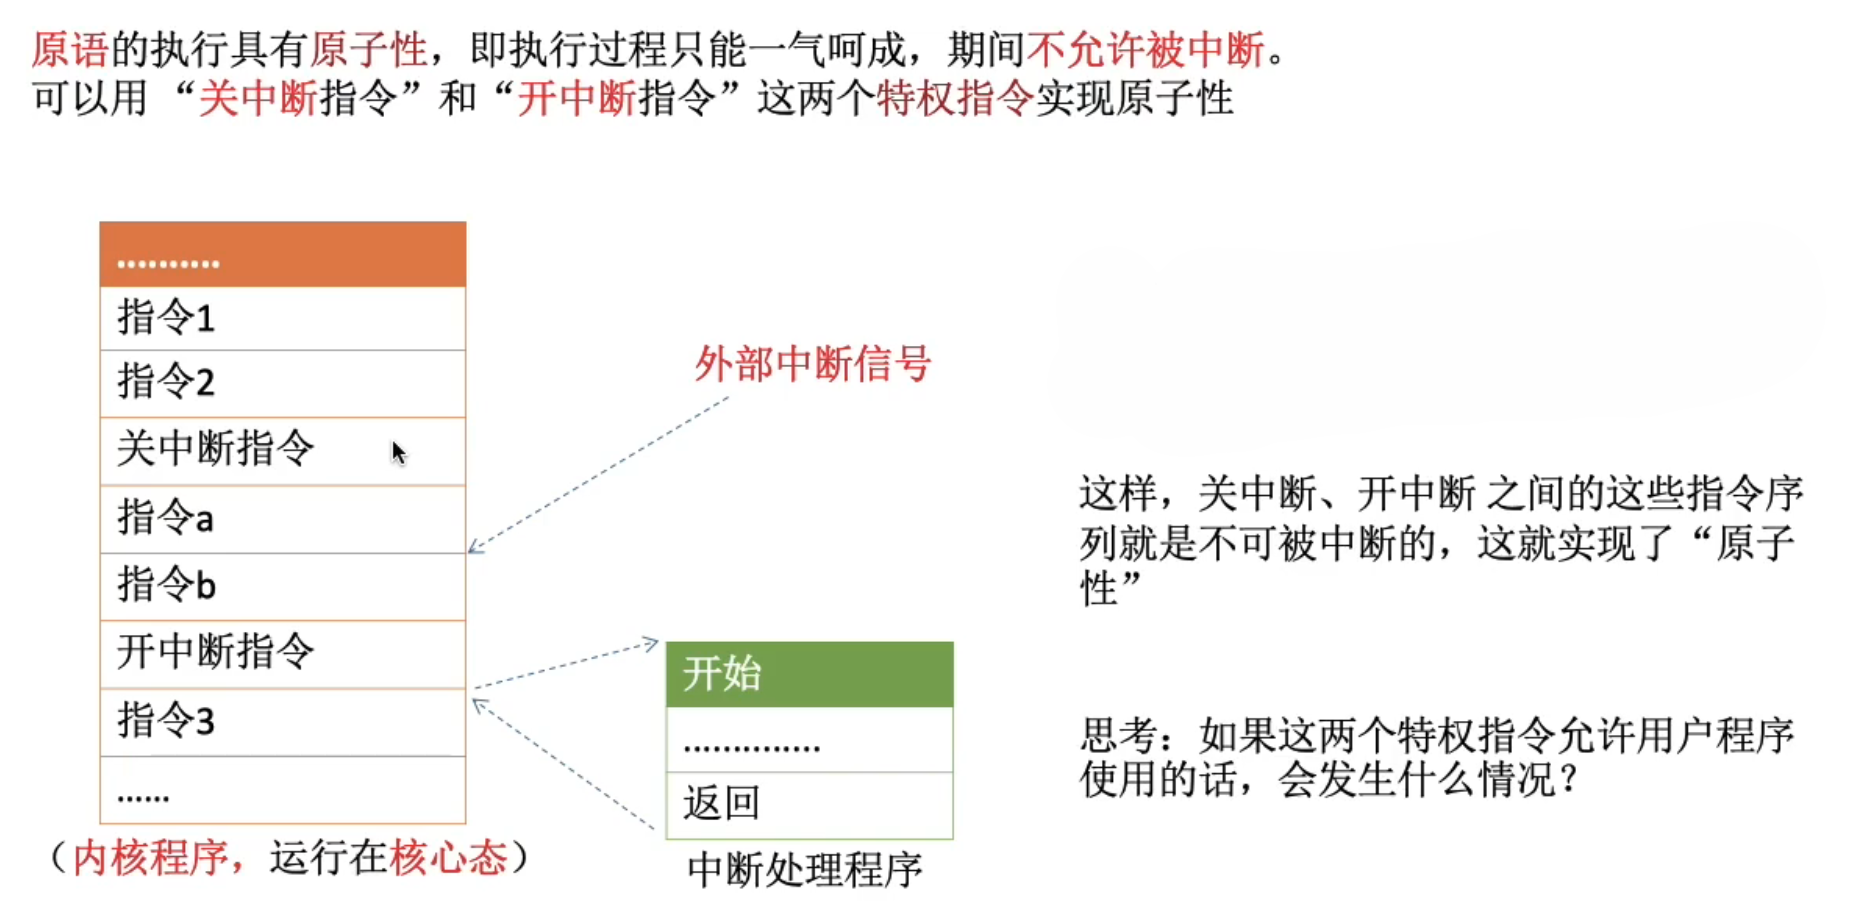 原语的执行具有原子性，即执行过程只能一气呵成，期间不允许被中断。
可以用 “关中断指令”和“开中断指令”这两个特权指令实现原子性
··········
指令1
指令2
关中断指令
指令a
指令b
开中断指令
指令3
······
（内核程序，运行在核心态）
外部中断信号
开始
··············
返回
中断处理程序
这样，关中断、开中断 之间的这些指令序
列就是不可被中断的，这就实现了“原子
性”
思考：如果这两个特权指令允许用户程序
使用的话，会发生什么情况？